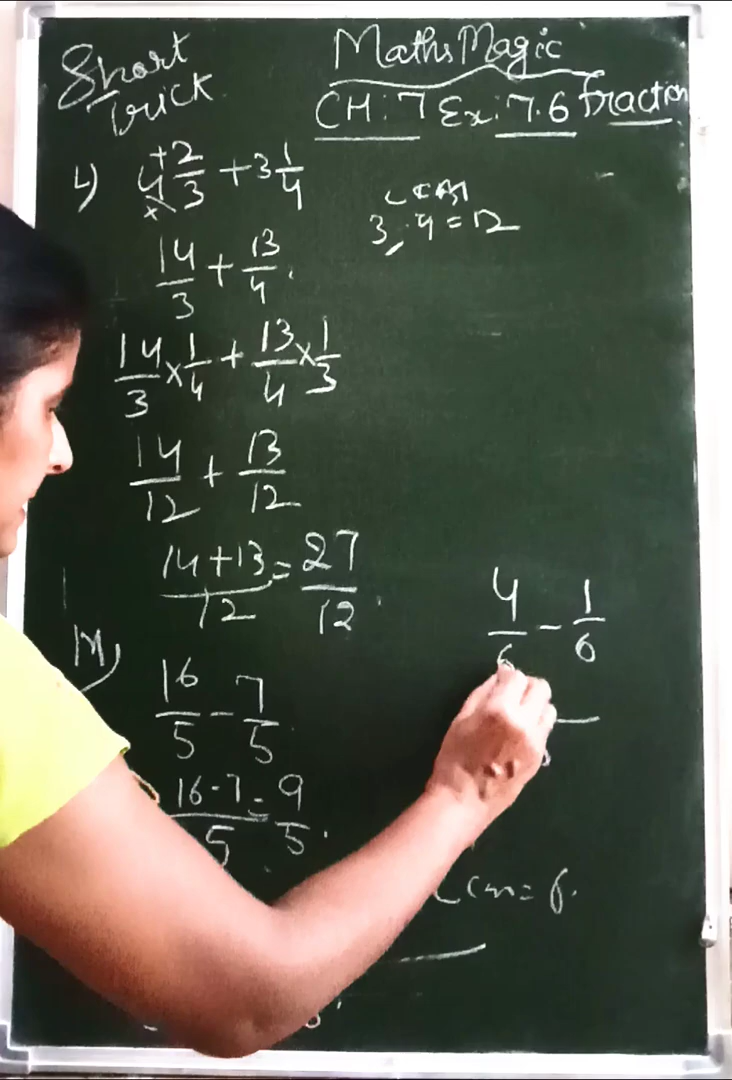 Short trick
Maths Magic
CH:7 Ex:7.6 fraction
L) 4 2/3 + 3 1/4
LCM
3, 4 = 12
14/3 + 13/4
14/3 × 1/4 + 13/4 × 1/3
14/12 + 13/12
14+13/12 = 27/12
M)
16/5 - 7/5
16-7/5 = 9/5
4/6 - 1/6
Lcm = 6